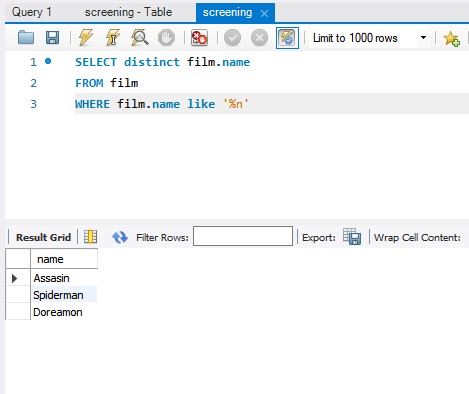 Query 1 screening - Table screening
Limit to 1000 rows
1 SELECT distinct film.name
2 FROM film
3 WHERE film.name like '%n'
Result Grid Filter Rows: Export: Wrap Cell Content:
name
Assasin
Spiderman
Doreamon